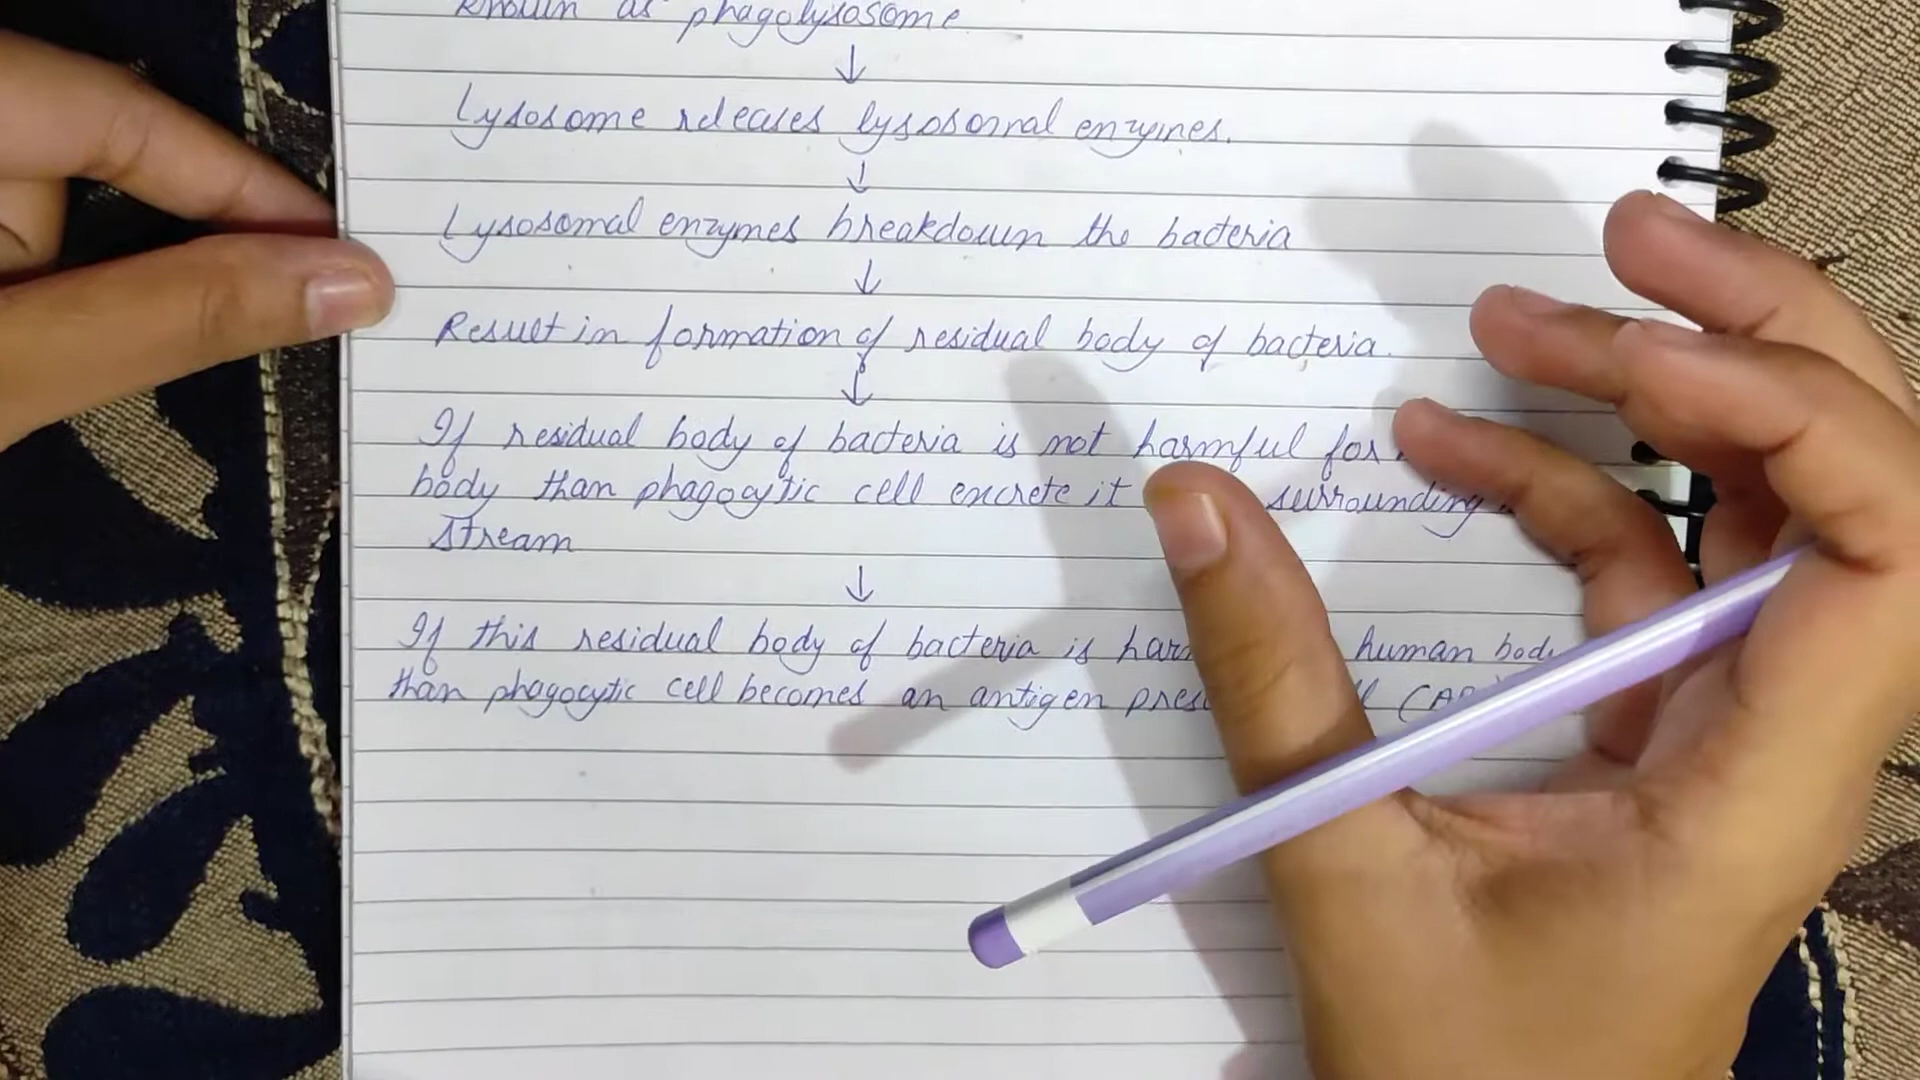 known as phagolysosome
↓
Lysosome releases lysosomal enzymes.
↓
Lysosomal enzymes breakdown the bacteria
↓
Result in formation of residual body of bacteria.
↓
If residual body of bacteria is not harmful for
body than phagocytic cell excrete it surrounding
stream
↓
If this residual body of bacteria is human body
than phagocytic cell becomes an antigen